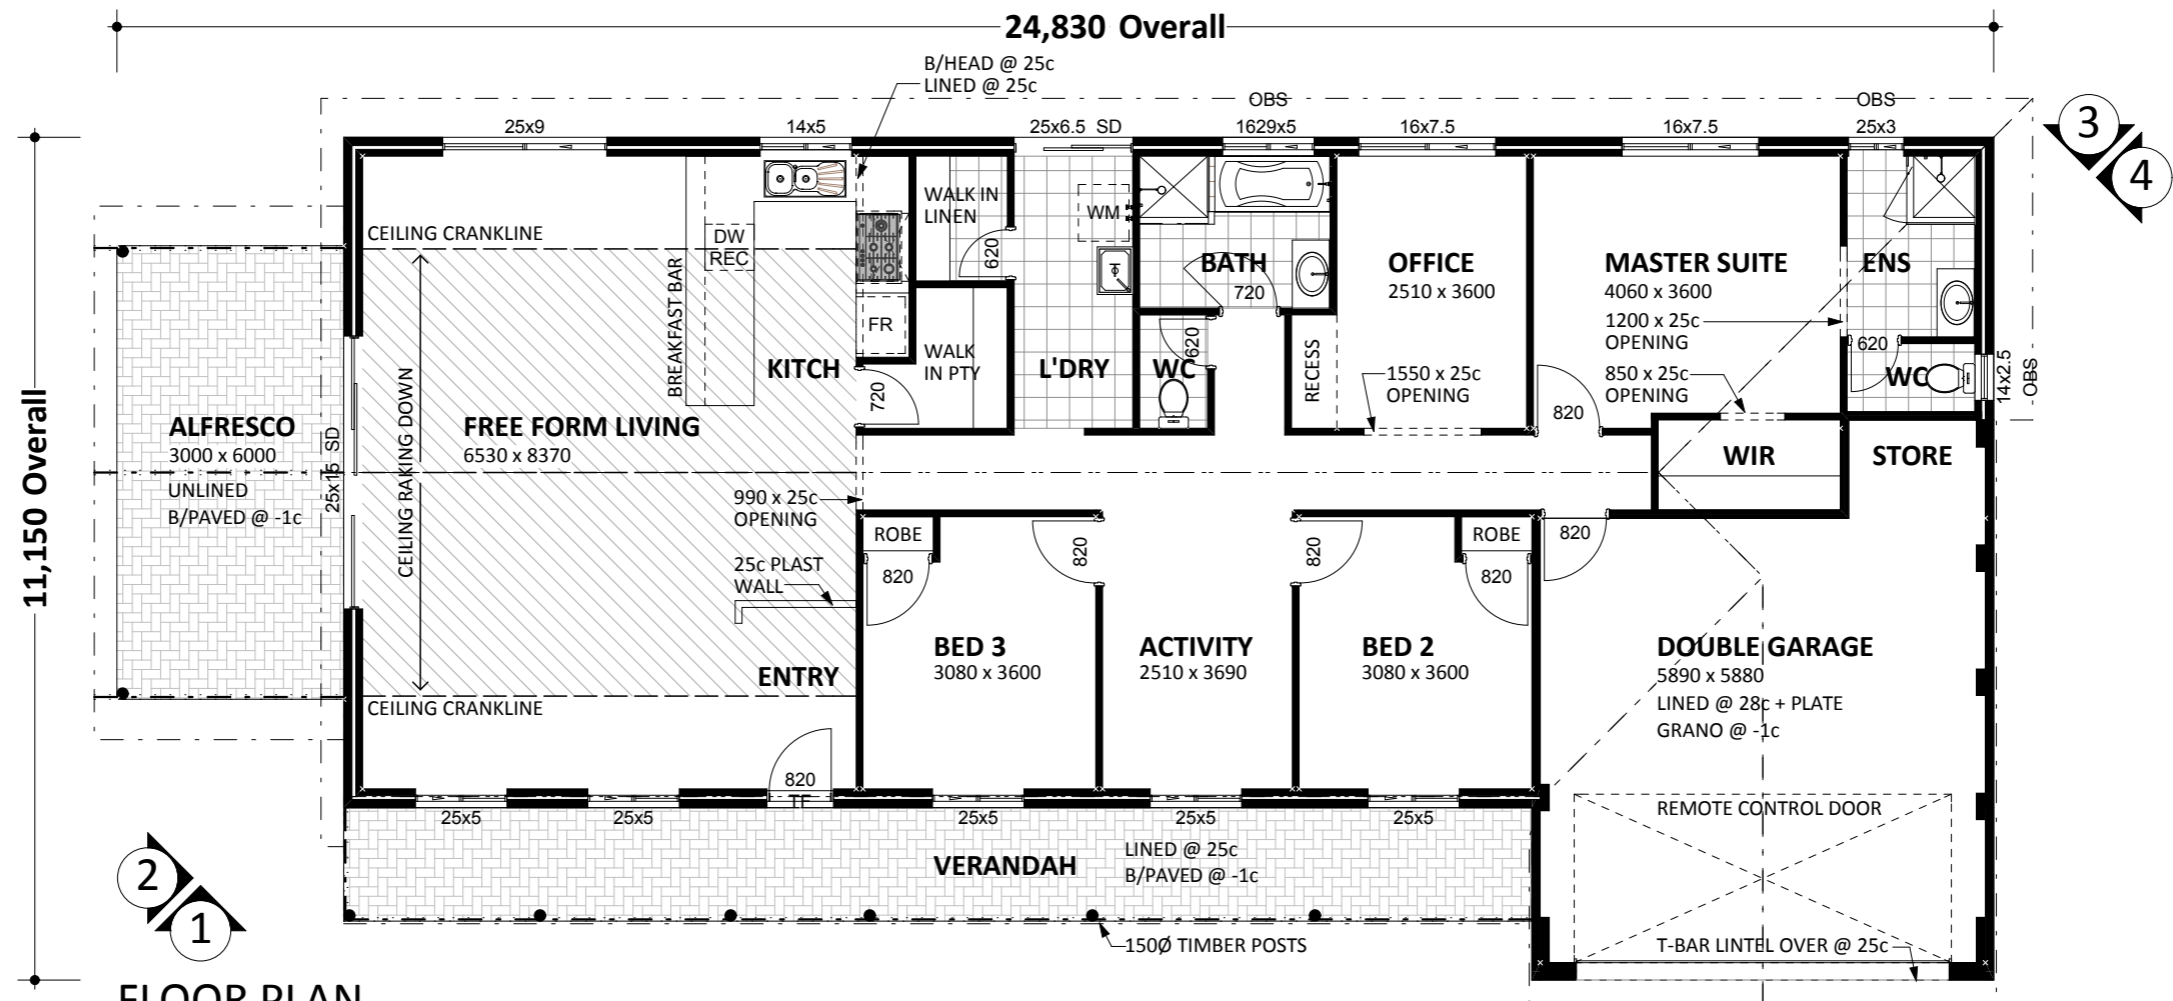 24,830 Overall
B/HEAD @ 25c
LINED @ 25c
OBS
OBS
25x9
14x5
25x6.5 SD
1629x5
16x7.5
16x7.5
25x3
3
4
11,150 Overall
CEILING CRANKLINE
DW
REC
BREAKFAST BAR
FR
KITCH
WALK IN
LINEN
620
WALK
IN PTY
720
WM
L'DRY
BATH
720
620
WC
RECESS
OFFICE
2510 x 3600
1550 x 25c
OPENING
MASTER SUITE
4060 x 3600
1200 x 25c
OPENING
850 x 25c
OPENING
820
ENS
620
WC
14x2.5
OBS
ALFRESCO
3000 x 6000
UNLINED
B/PAVED @ -1c
25x15 SD
CEILING RAKING DOWN
FREE FORM LIVING
6530 x 8370
WIR
STORE
990 x 25c
OPENING
25c PLAST
WALL
ROBE
820
820
820
ROBE
820
820
ENTRY
BED 3
3080 x 3600
ACTIVITY
2510 x 3690
BED 2
3080 x 3600
DOUBLE GARAGE
5890 x 5880
LINED @ 28c + PLATE
GRANO @ -1c
CEILING CRANKLINE
820
TF
25x5
25x5
25x5
25x5
25x5
REMOTE CONTROL DOOR
VERANDAH
LINED @ 25c
B/PAVED @ -1c
2
1
150Ø TIMBER POSTS
T-BAR LINTEL OVER @ 25c
FLOOR PLAN